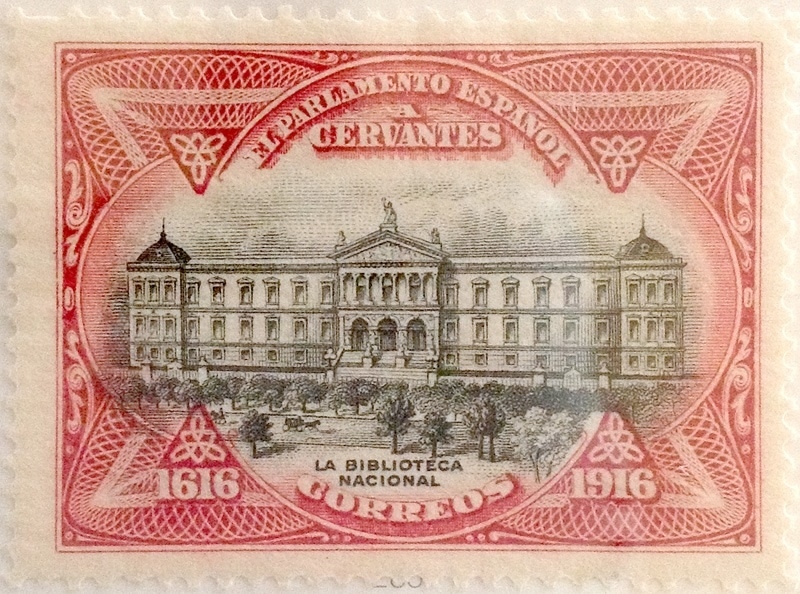 EL PARLAMENTO ESPAÑOL
A
CERVANTES
LA BIBLIOTECA
NACIONAL
1616
1916
CORREOS